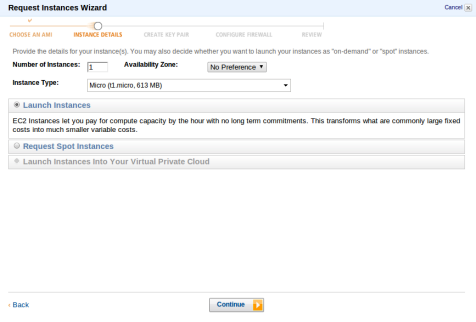 Request Instances Wizard
Cancel
CHOOSE AN AMI INSTANCE DETAILS CREATE KEY PAIR CONFIGURE FIREWALL REVIEW
Provide the details for your instance(s). You may also decide whether you want to launch your instances as "on-demand" or "spot" instances.
Number of Instances: 1 Availability Zone: No Preference
Instance Type: Micro (t1.micro, 613 MB)
Launch Instances
EC2 Instances let you pay for compute capacity by the hour with no long term commitments. This transforms what are commonly large fixed
costs into much smaller variable costs.
Request Spot Instances
Launch Instances Into Your Virtual Private Cloud
‹ Back Continue